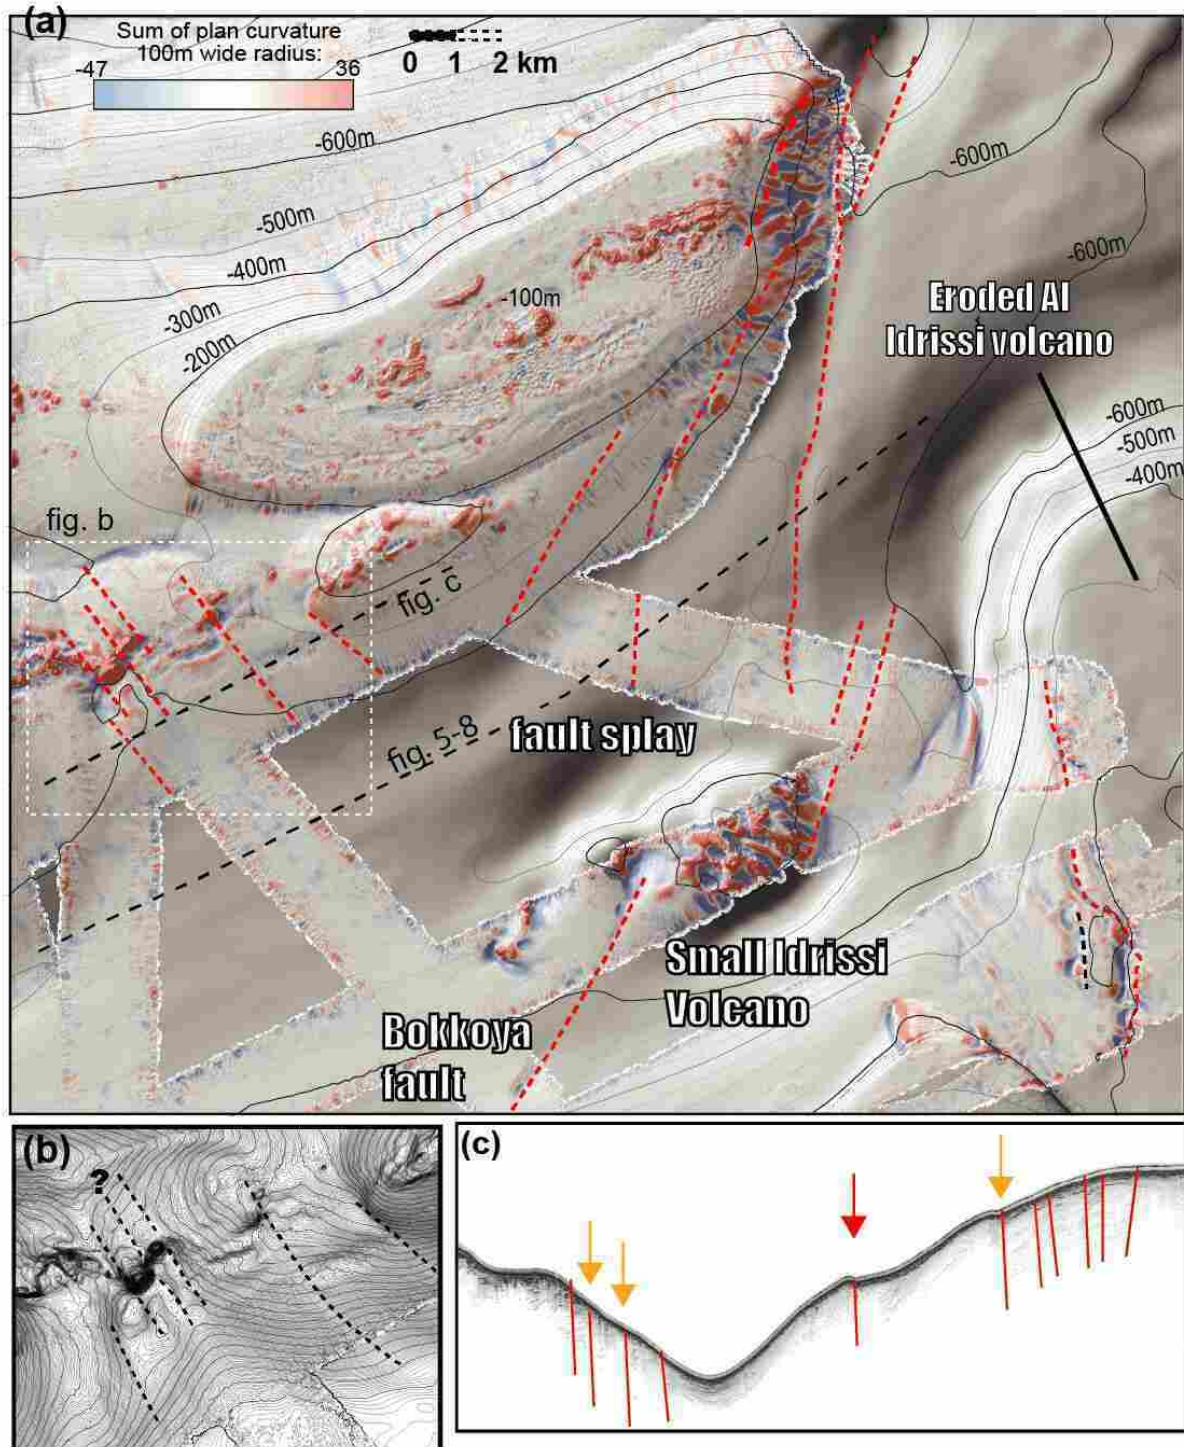 (a)
Sum of plan curvature
100m wide radius:
-47
36
0 1 2 km
-600m
-500m
-400m
-300m
-200m
-100m
-600m
-600m
Eroded Al
Idrissi volcano
-600m
-500m
-400m
fig. b
fig. c
fig. 5-8
fault splay
Small Idrissi
Volcano
Bokkoya
fault
(b)
?
(c)